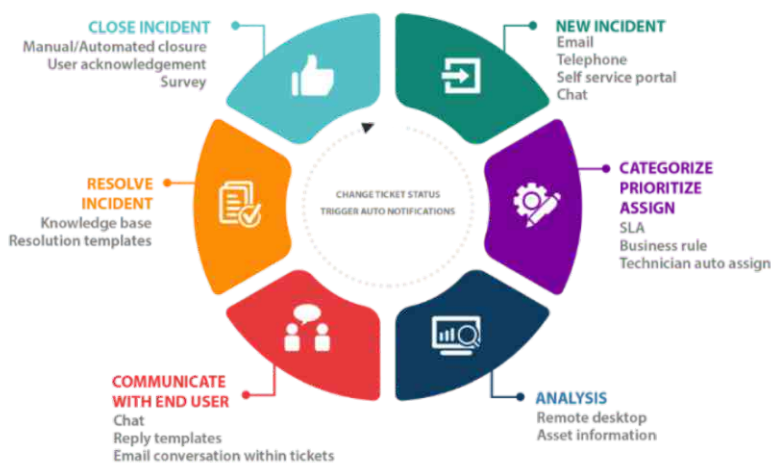 CLOSE INCIDENT
Manual/Automated closure
User acknowledgement
Survey
NEW INCIDENT
Email
Telephone
Self service portal
Chat
CATEGORIZE
PRIORITIZE
ASSIGN
SLA
Business rule
Technician auto assign
ANALYSIS
Remote desktop
Asset information
COMMUNICATE
WITH END USER
Chat
Reply templates
Email conversation within tickets
RESOLVE
INCIDENT
Knowledge base
Resolution templates
CHANGE TICKET STATUS
TRIGGER AUTO NOTIFICATIONS